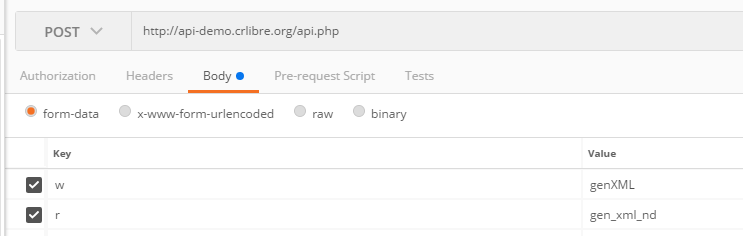 POST http://api-demo.crlibre.org/api.php
Authorization Headers Body Pre-request Script Tests
form-data x-www-form-urlencoded raw binary
Key Value
w genXML
r gen_xml_nd